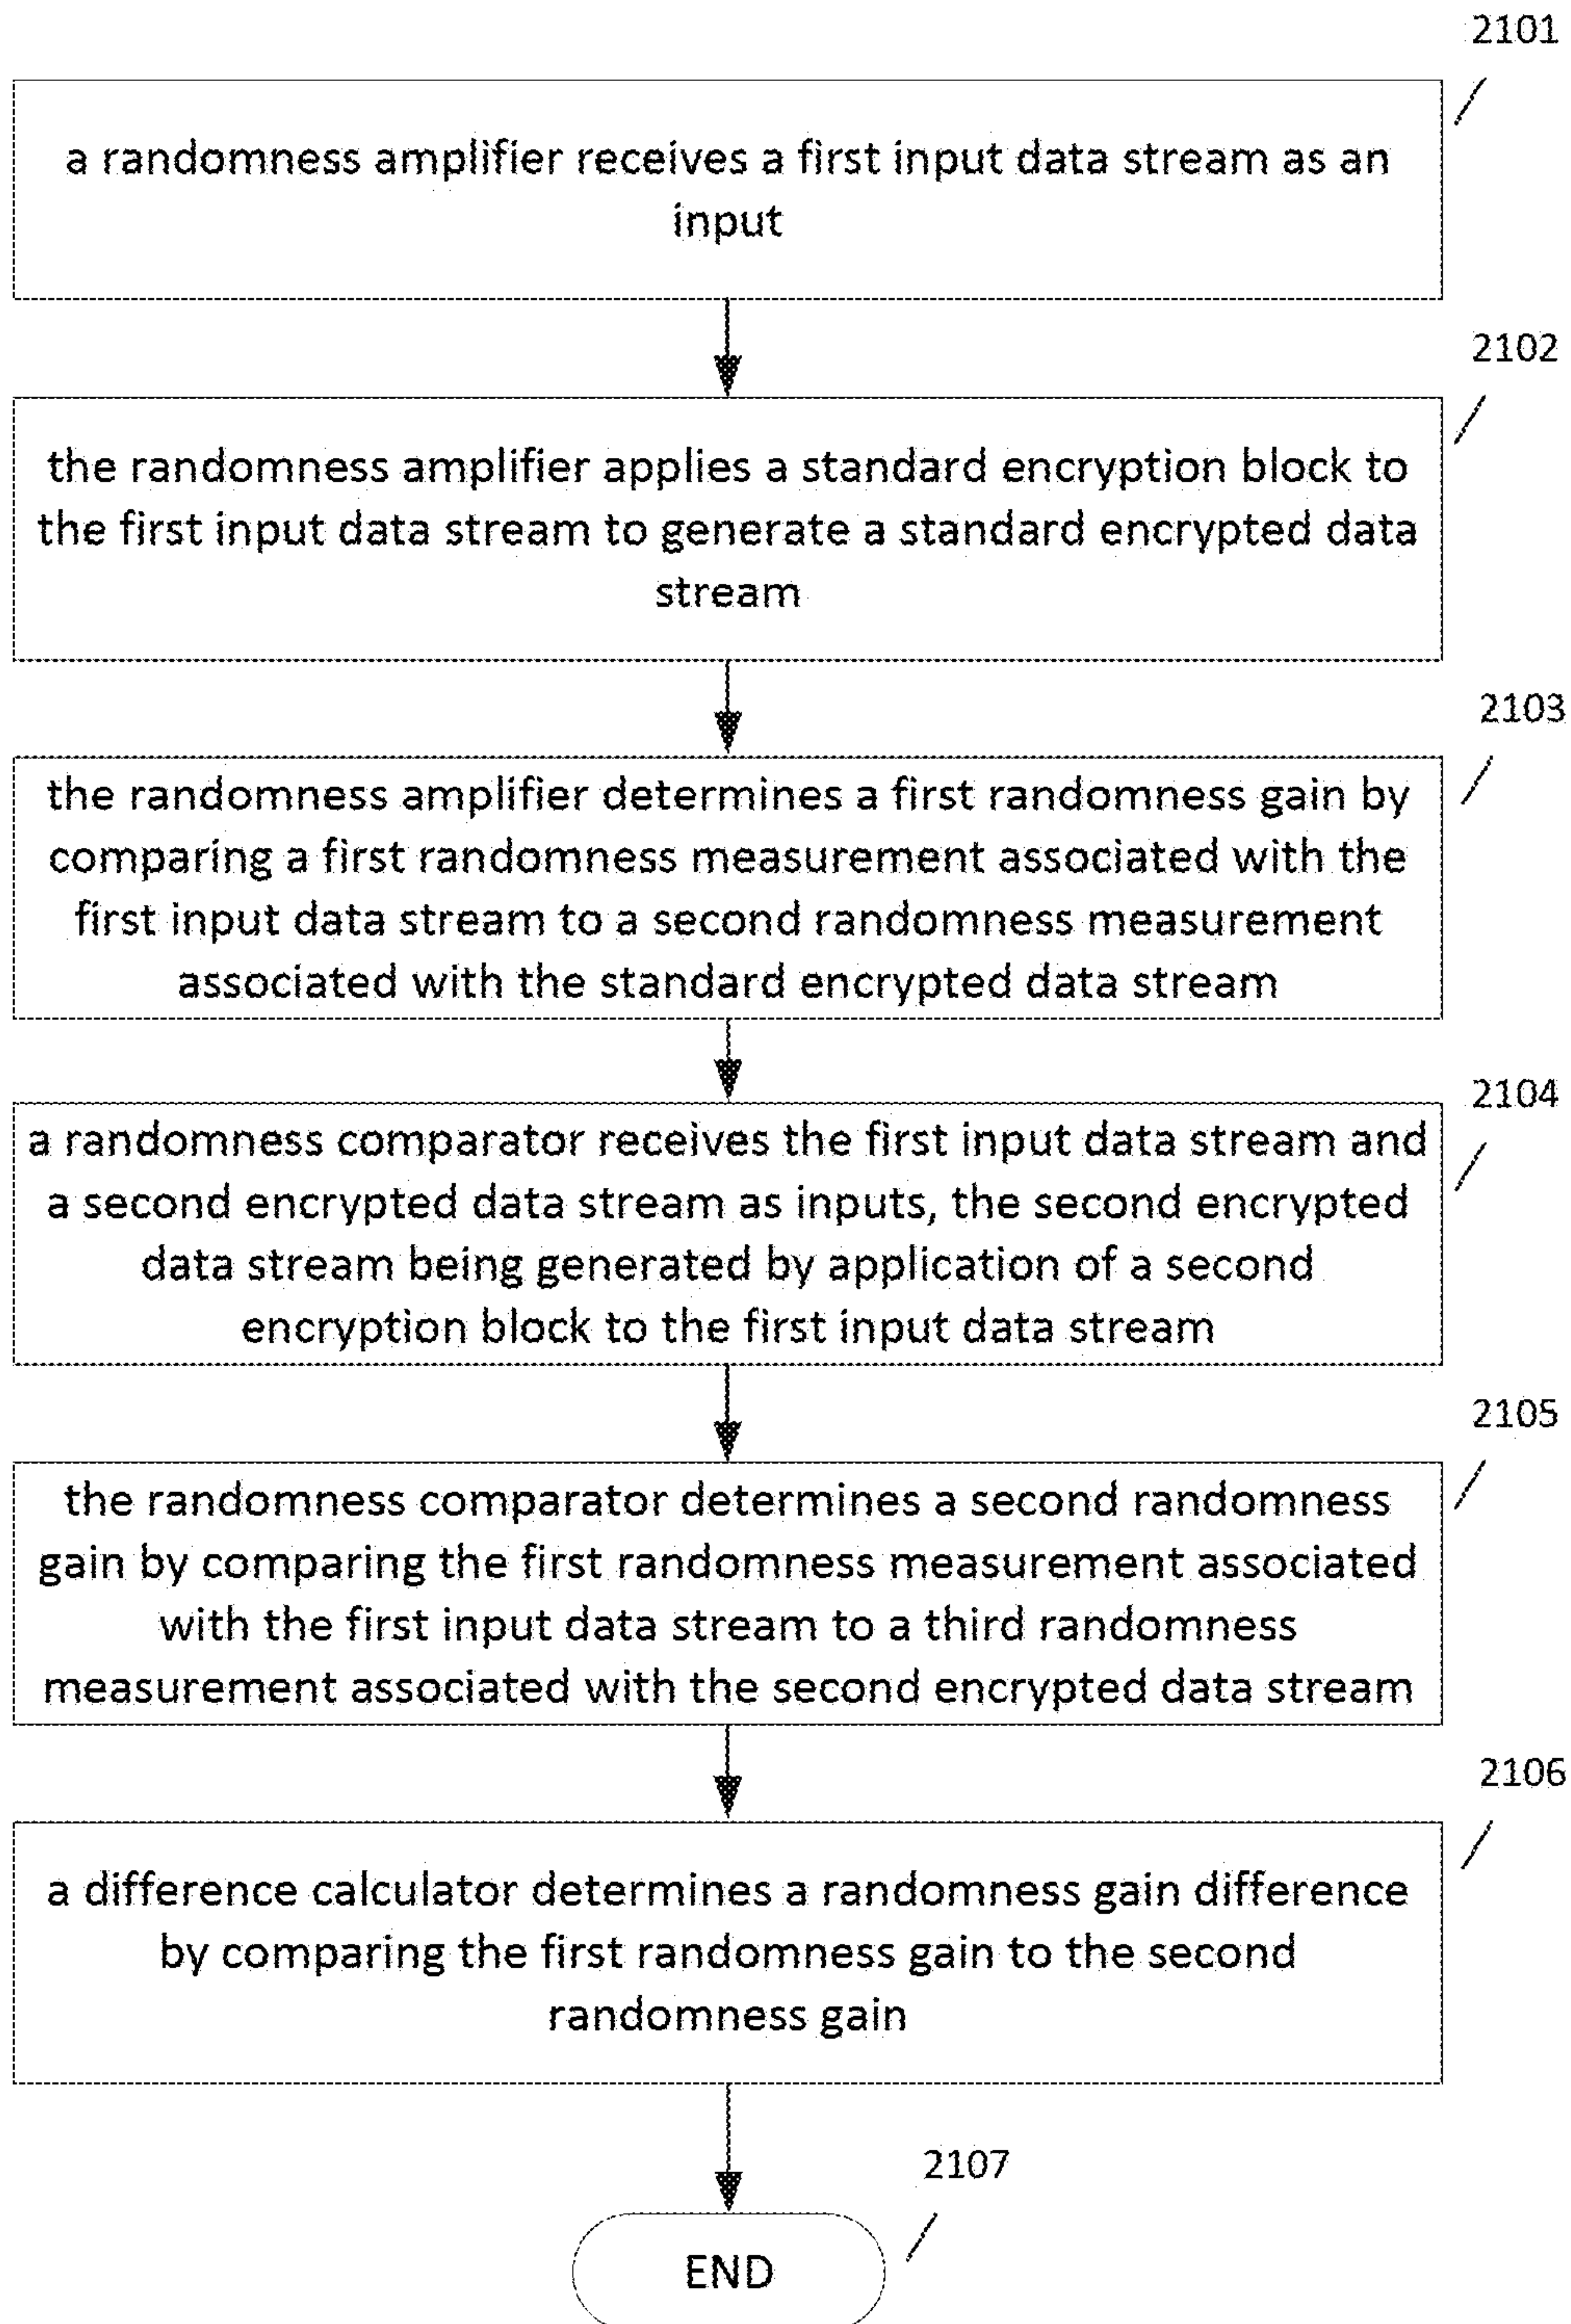 2101
a randomness amplifier receives a first input data stream as an
input
2102
the randomness amplifier applies a standard encryption block to
the first input data stream to generate a standard encrypted data
stream
2103
the randomness amplifier determines a first randomness gain by
comparing a first randomness measurement associated with the
first input data stream to a second randomness measurement
associated with the standard encrypted data stream
2104
a randomness comparator receives the first input data stream and
a second encrypted data stream as inputs, the second encrypted
data stream being generated by application of a second
encryption block to the first input data stream
2105
the randomness comparator determines a second randomness
gain by comparing the first randomness measurement associated
with the first input data stream to a third randomness
measurement associated with the second encrypted data stream
2106
a difference calculator determines a randomness gain difference
by comparing the first randomness gain to the second
randomness gain
2107
END